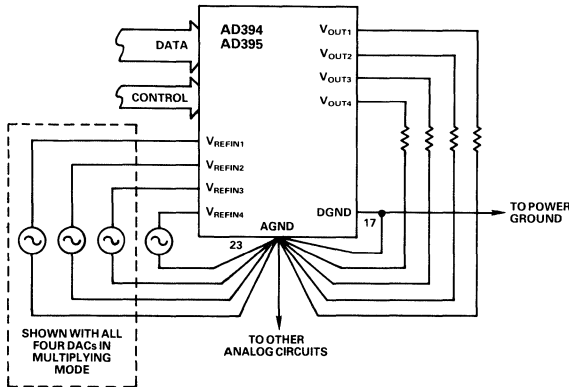 AD394
AD395
DATA
CONTROL
VOUT1
VOUT2
VOUT3
VOUT4
VREFIN1
VREFIN2
VREFIN3
VREFIN4
DGND
17
AGND
23
TO POWER
GROUND
TO OTHER
ANALOG CIRCUITS
SHOWN WITH ALL
FOUR DACs IN
MULTIPLYING
MODE